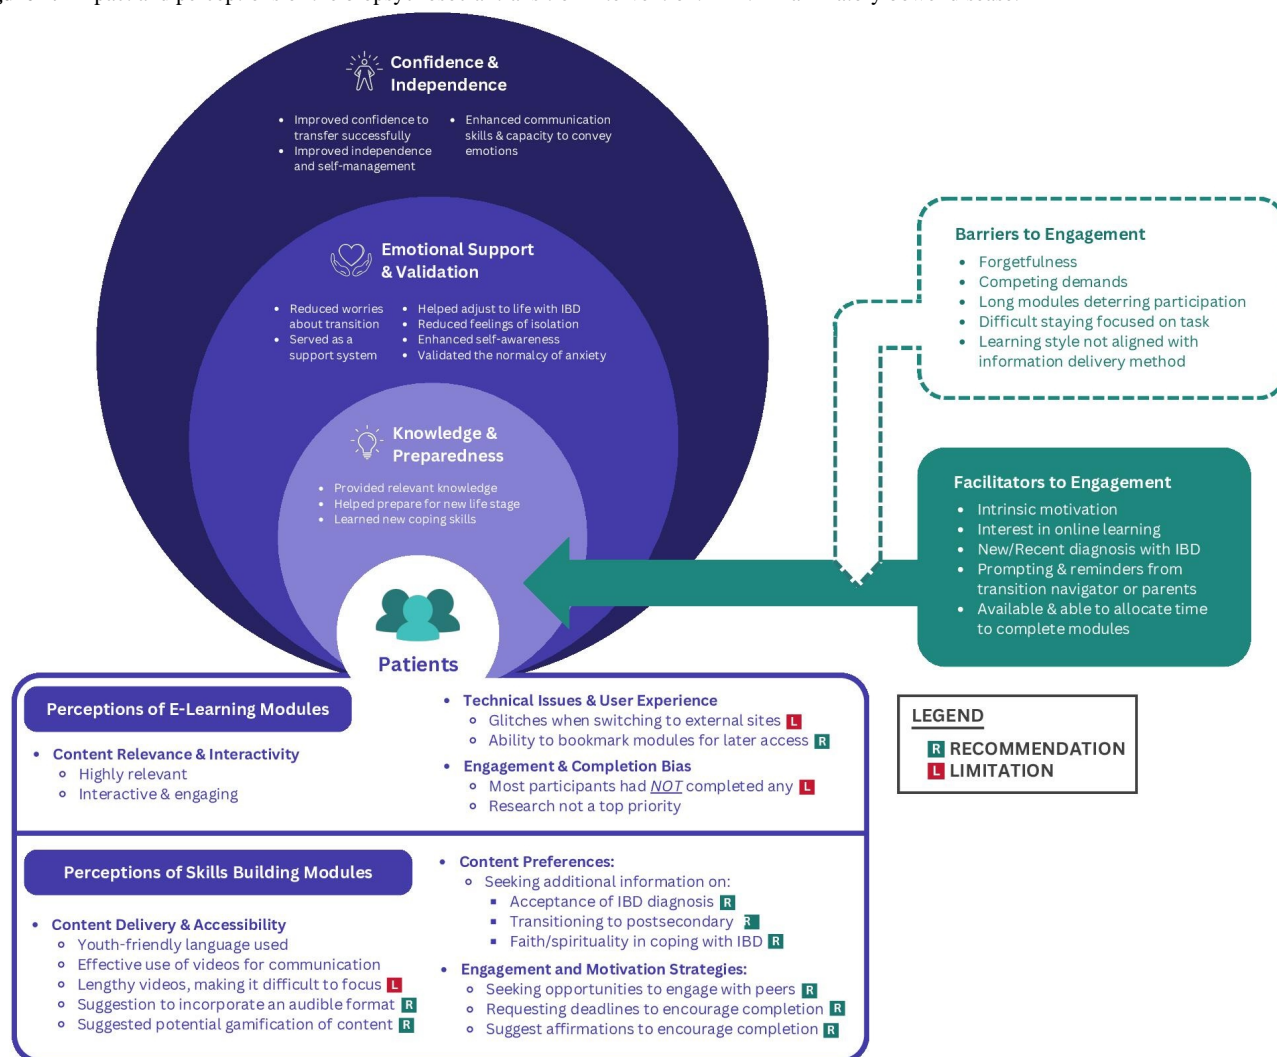 Confidence &
Independence
• Improved confidence to
transfer successfully
• Improved independence
and self-management
• Enhanced communication
skills & capacity to convey
emotions
Emotional Support
& Validation
• Reduced worries
about transition
• Served as a
support system
• Helped adjust to life with IBD
• Reduced feelings of isolation
• Enhanced self-awareness
• Validated the normalcy of anxiety
Knowledge &
Preparedness
• Provided relevant knowledge
• Helped prepare for new life stage
• Learned new coping skills
Patients
Barriers to Engagement
• Forgetfulness
• Competing demands
• Long modules deterring participation
• Difficult staying focused on task
• Learning style not aligned with
information delivery method
Facilitators to Engagement
• Intrinsic motivation
• Interest in online learning
• New/Recent diagnosis with IBD
• Prompting & reminders from
transition navigator or parents
• Available & able to allocate time
to complete modules
Perceptions of E-Learning Modules
• Content Relevance & Interactivity
Highly relevant
Interactive & engaging
• Technical Issues & User Experience
Glitches when switching to external sites L
Ability to bookmark modules for later access R
• Engagement & Completion Bias
Most participants had NOT completed any L
Research not a top priority
LEGEND
R RECOMMENDATION
L LIMITATION
Perceptions of Skills Building Modules
• Content Delivery & Accessibility
Youth-friendly language used
Effective use of videos for communication
Lengthy videos, making it difficult to focus L
Suggestion to incorporate an audible format R
Suggested potential gamification of content R
• Content Preferences:
Seeking additional information on:
Acceptance of IBD diagnosis R
Transitioning to postsecondary R
Faith/spirituality in coping with IBD R
• Engagement and Motivation Strategies:
Seeking opportunities to engage with peers R
Requesting deadlines to encourage completion R
Suggest affirmations to encourage completion R